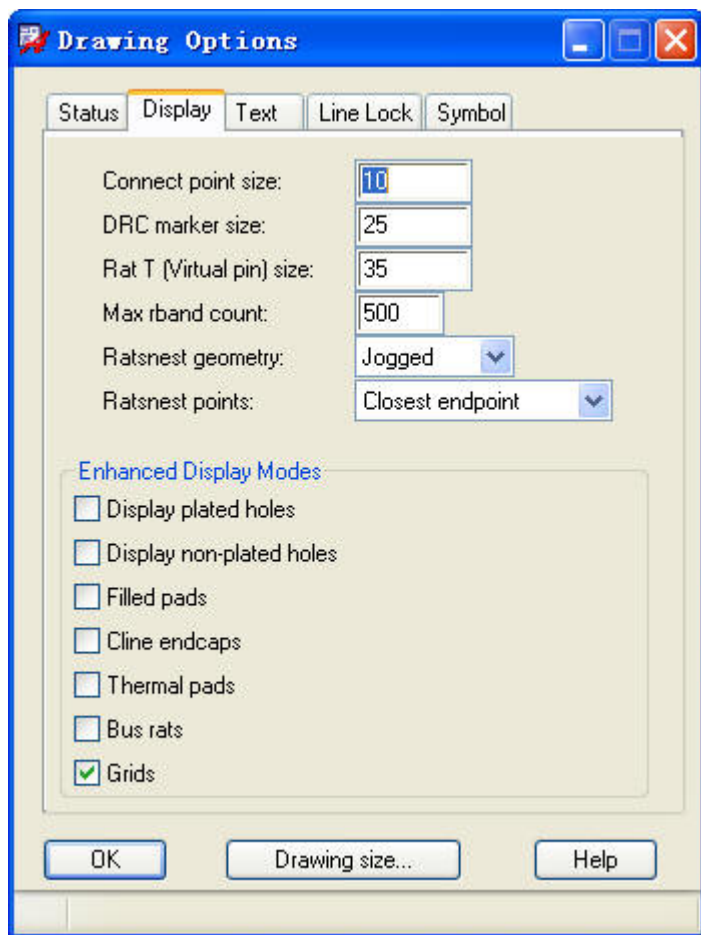 Drawing Options
Status Display Text Line Lock Symbol
Connect point size: 10
DRC marker size: 25
Rat T (Virtual pin) size: 35
Max rband count: 500
Ratsnest geometry: Jogged
Ratsnest points: Closest endpoint
Enhanced Display Modes
Display plated holes
Display non-plated holes
Filled pads
Cline endcaps
Thermal pads
Bus rats
Grids
OK Drawing size... Help